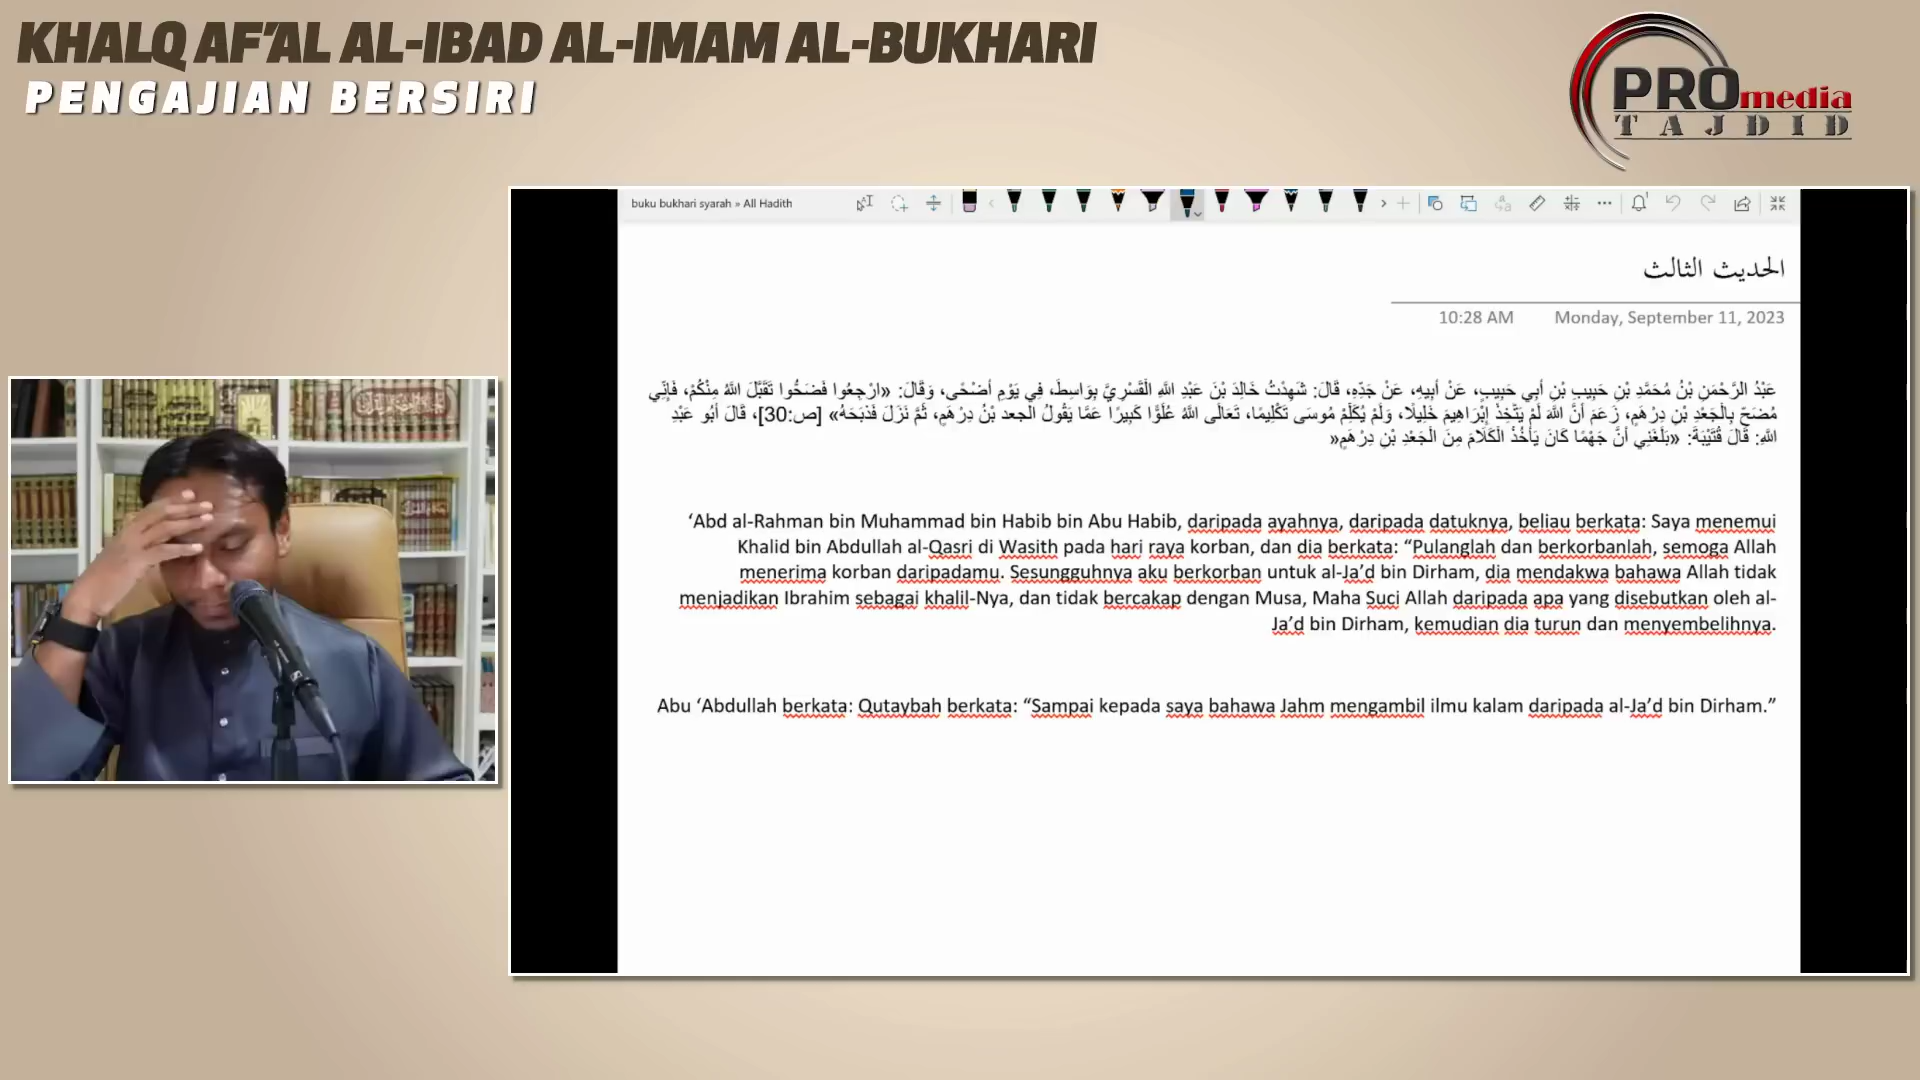 KHALQ AF'AL AL-IBAD AL-IMAM AL-BUKHARI
PENGAJIAN BERSIRI
PROmedia
TAJDID
buku bukhari syarah » All Hadith
الحديث الثالث
10:28 AM Monday, September 11, 2023
عَبْدُ الرَّحْمَنِ بْنُ مُحَمَّدِ بْنِ حَبِيبِ بْنِ أَبِي حَبِيبٍ، عَنْ أَبِيهِ، عَنْ جَدِّهِ، قَالَ: شَهِدْتُ خَالِدَ بْنَ عَبْدِ اللَّهِ الْقَسْرِيَّ بِوَاسِطَ، فِي يَوْمِ أَضْحًى، وَقَالَ: «ارْجِعُوا فَضَحُّوا تَقَبَّلَ اللَّهُ مِنْكُمْ، فَإِنِّي
مُضَحٍّ بِالْجَعْدِ بْنِ دِرْهَمٍ، زَعَمَ أَنَّ اللَّهَ لَمْ يَتَّخِذْ إِبْرَاهِيمَ خَلِيلًا، وَلَمْ يُكَلِّمْ مُوسَى تَكْلِيمًا، تَعَالَى اللَّهُ عُلُوًّا كَبِيرًا عَمَّا يَقُولُ الْجعد بْنُ دِرْهَمٍ، ثُمَّ نَزَلَ فَذَبَحَهُ» [ص:30]، قَالَ أَبُو عَبْدِ
اللَّهِ: قَالَ قُتَيْبَةُ: «بَلَغَنِي أَنَّ جَهْمًا كَانَ يَأْخُذُ الْكَلَامَ مِنَ الْجَعْدِ بْنِ دِرْهَمٍ«
‘Abd al-Rahman bin Muhammad bin Habib bin Abu Habib, daripada ayahnya, daripada datuknya, beliau berkata: Saya menemui
Khalid bin Abdullah al-Qasri di Wasith pada hari raya korban, dan dia berkata: “Pulanglah dan berkorbanlah, semoga Allah
menerima korban daripadamu. Sesungguhnya aku berkorban untuk al-Ja’d bin Dirham, dia mendakwa bahawa Allah tidak
menjadikan Ibrahim sebagai khalil-Nya, dan tidak bercakap dengan Musa, Maha Suci Allah daripada apa yang disebutkan oleh al-
Ja’d bin Dirham, kemudian dia turun dan menyembelihnya.
Abu ‘Abdullah berkata: Qutaybah berkata: “Sampai kepada saya bahawa Jahm mengambil ilmu kalam daripada al-Ja’d bin Dirham.”